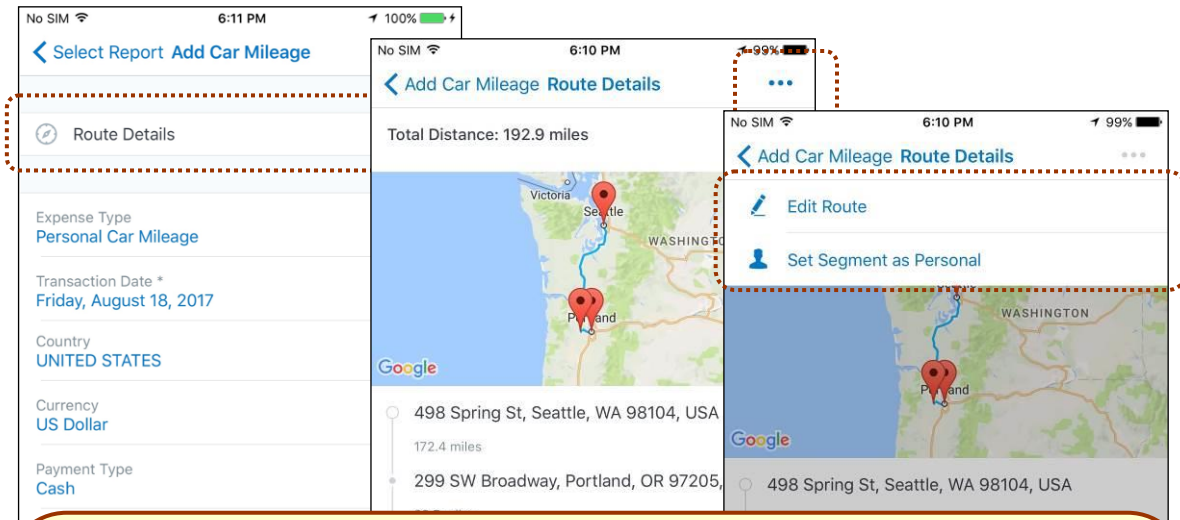 No SIM 6:11 PM 100%
Select Report Add Car Mileage
Route Details
Expense Type
Personal Car Mileage
Transaction Date *
Friday, August 18, 2017
Country
UNITED STATES
Currency
US Dollar
Payment Type
Cash
No SIM 6:10 PM 99%
Add Car Mileage Route Details
Total Distance: 192.9 miles
Victoria
Seattle
WASHINGTO
Portland
Google
498 Spring St, Seattle, WA 98104, USA
172.4 miles
299 SW Broadway, Portland, OR 97205,
No SIM 6:10 PM 99%
Add Car Mileage Route Details
Edit Route
Set Segment as Personal
WASHINGTON
Portland
Google
498 Spring St, Seattle, WA 98104, USA